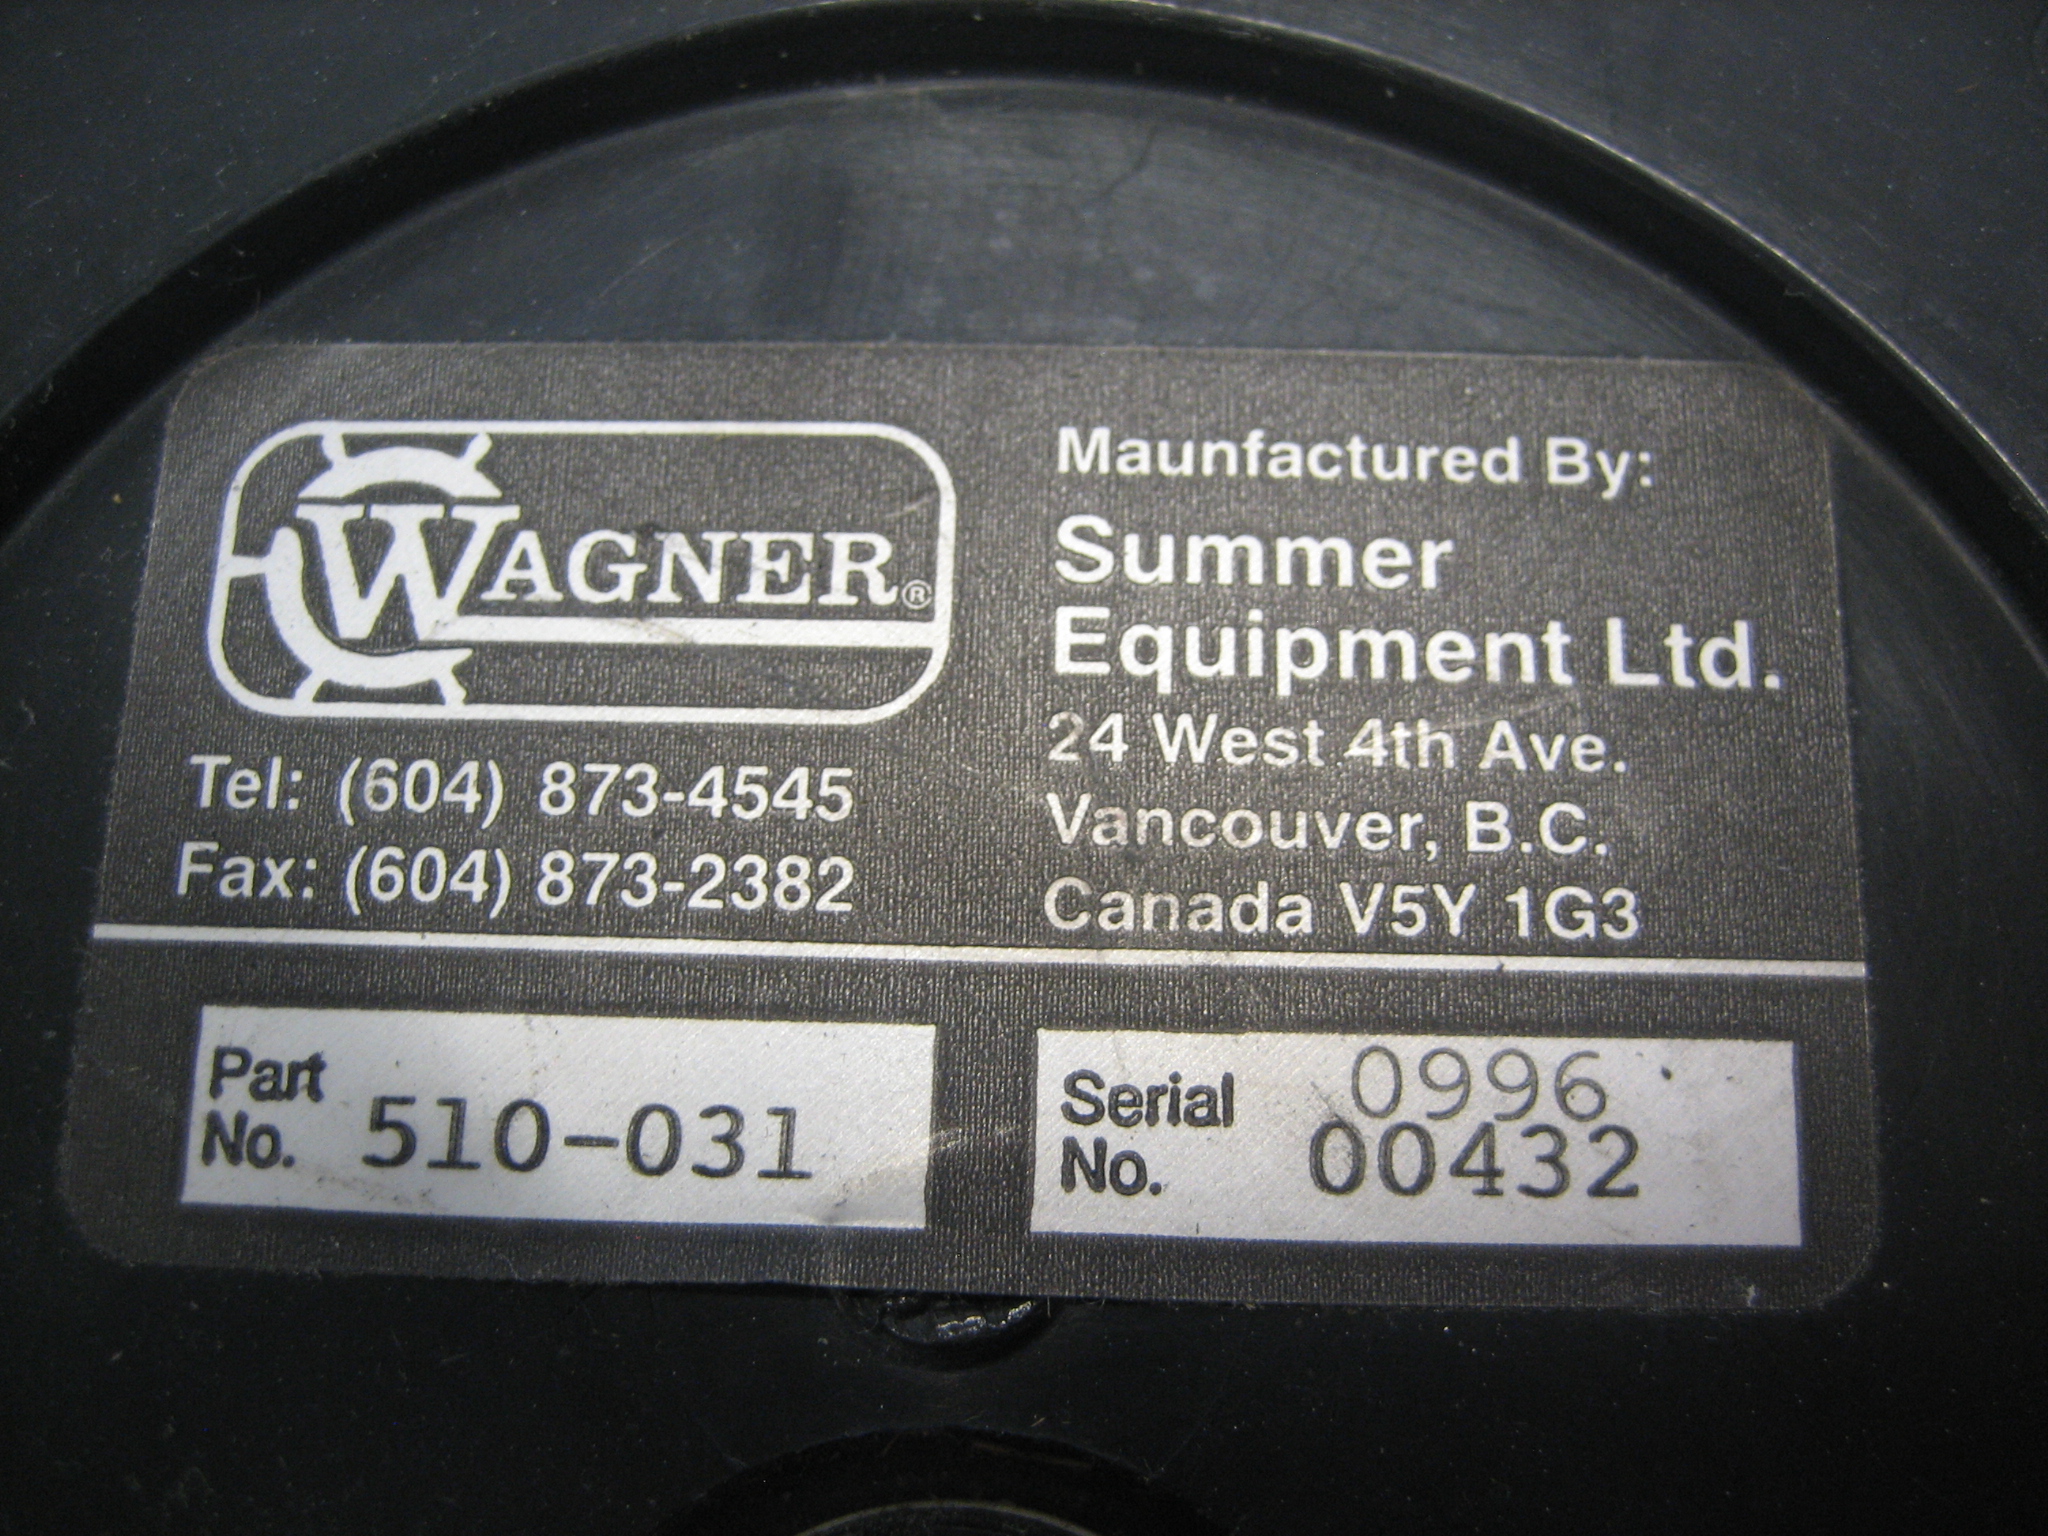 WAGNER®
Tel: (604) 873-4545
Fax: (604) 873-2382
Maunfactured By:
Summer
Equipment Ltd.
24 West 4th Ave.
Vancouver, B.C.
Canada V5Y 1G3
Part
No. 510-031
Serial 0996
No. 00432